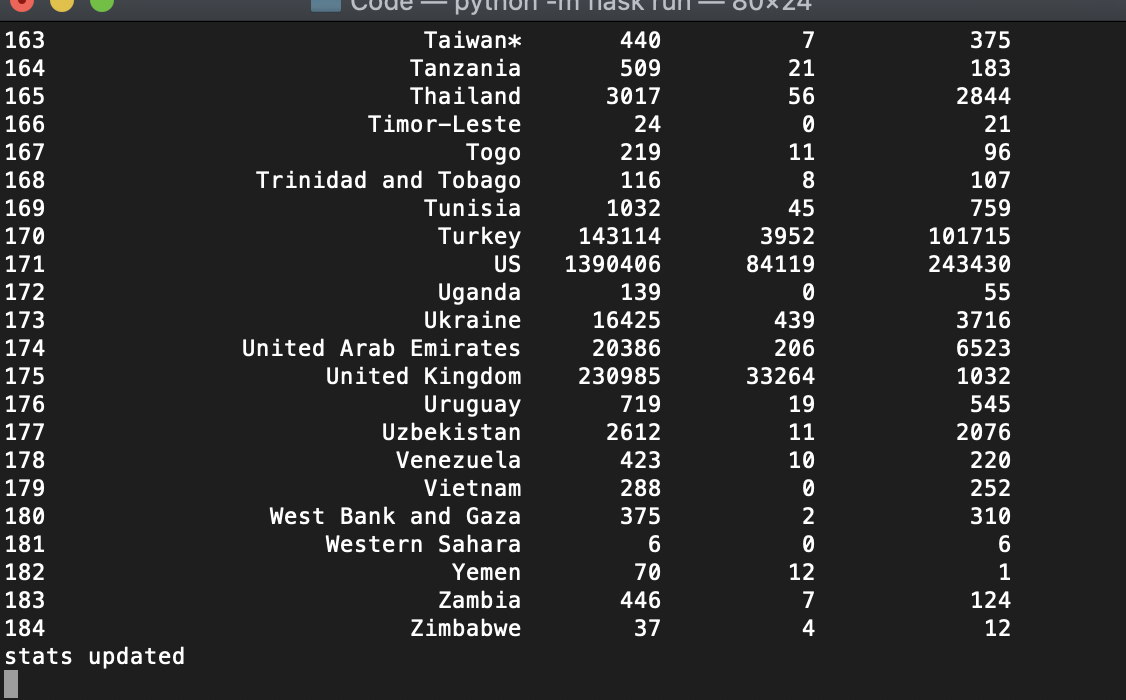 Code — python -m flask run — 80×24
163 Taiwan* 440 7 375
164 Tanzania 509 21 183
165 Thailand 3017 56 2844
166 Timor-Leste 24 0 21
167 Togo 219 11 96
168 Trinidad and Tobago 116 8 107
169 Tunisia 1032 45 759
170 Turkey 143114 3952 101715
171 US 1390406 84119 243430
172 Uganda 139 0 55
173 Ukraine 16425 439 3716
174 United Arab Emirates 20386 206 6523
175 United Kingdom 230985 33264 1032
176 Uruguay 719 19 545
177 Uzbekistan 2612 11 2076
178 Venezuela 423 10 220
179 Vietnam 288 0 252
180 West Bank and Gaza 375 2 310
181 Western Sahara 6 0 6
182 Yemen 70 12 1
183 Zambia 446 7 124
184 Zimbabwe 37 4 12
stats updated